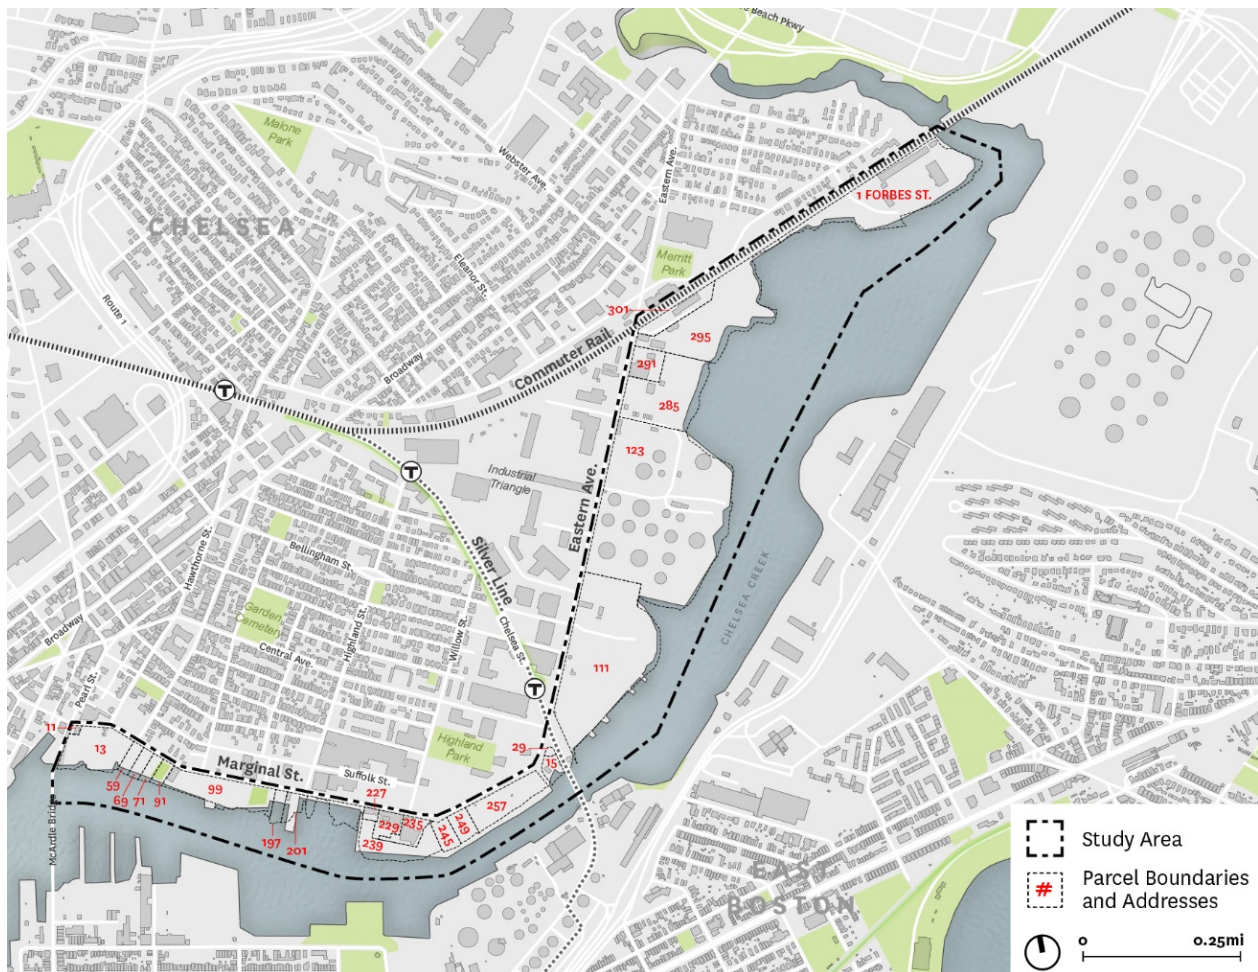 Beach Pkwy
Malone
Park
Webster Ave.
Eastern Ave.
1 FORBES ST.
CHELSEA
Merritt
Park
Eleanor St.
Route 1
301
295
Broadway
Commuter Rail
291
285
T
123
T
Industrial
Triangle
Eastern Ave.
Hawthorne St.
Silver Line
Bellingham St.
CHELSEA CREEK
Garden
Cemetery
Highland St.
Willow St.
Chelsea St.
Broadway
Central Ave.
111
Pearl St.
T
11
13
Highland
Park
29
15
Marginal St.
Suffolk St.
59
69
71
91
99
227
257
229
235
249
245
197
201
239
McArdle Bridge
EAST
BOSTON
Study Area
#
Parcel Boundaries
and Addresses
0
0.25mi